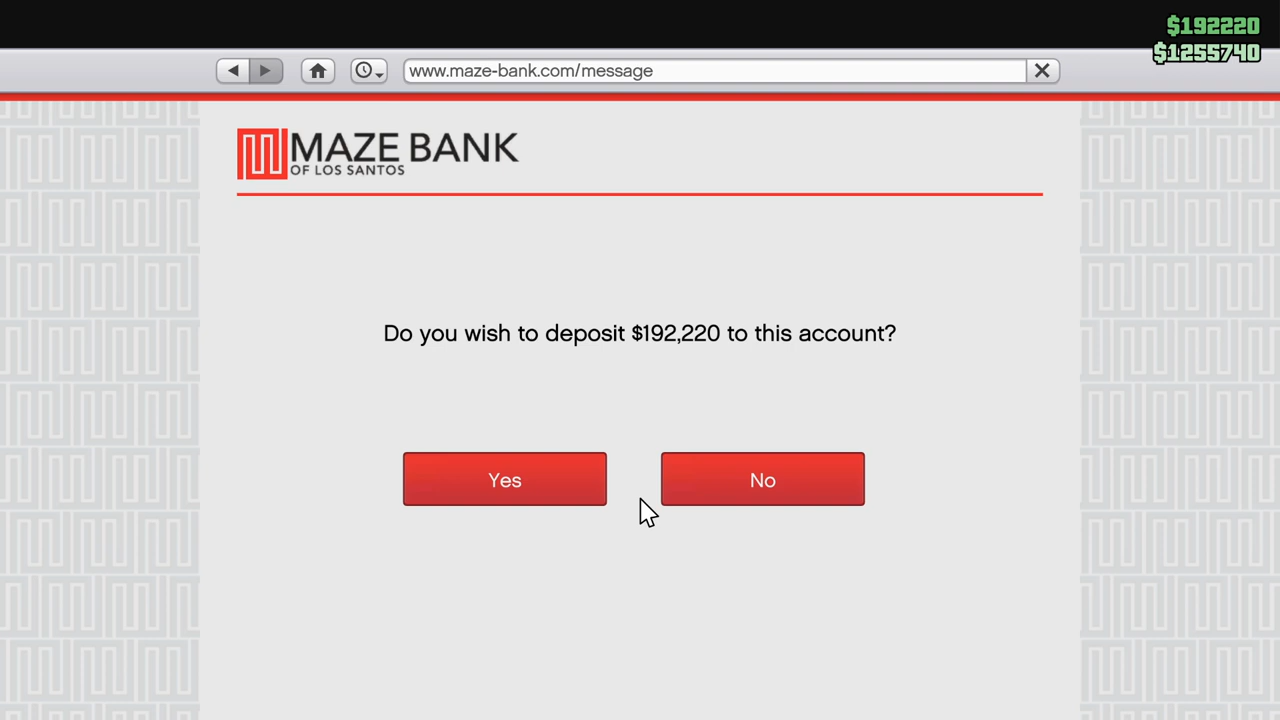 $192220
$1255740
www.maze-bank.com/message
MAZE BANK
OF LOS SANTOS
Do you wish to deposit $192,220 to this account?
Yes
No